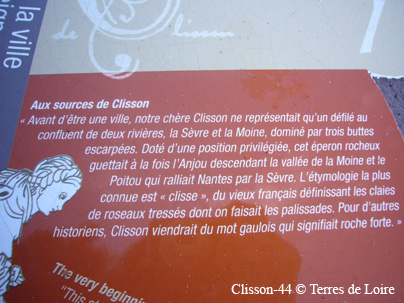 la ville
de Clisson
Aux sources de Clisson
« Avant d'être une ville, notre chère Clisson ne représentait qu'un défilé au
confluent de deux rivières, la Sèvre et la Moine, dominé par trois buttes
escarpées. Doté d'une position privilégiée, cet éperon rocheux
guettait à la fois l'Anjou descendant la vallée de la Moine et le
Poitou qui ralliait Nantes par la Sèvre. L'étymologie la plus
connue est « clisse », du vieux français définissant les claies
de roseaux tressés dont on faisait les palissades. Pour d'autres
historiens, Clisson viendrait du mot gaulois qui signifiait roche forte. »
The very beginnin
"This
Clisson-44 © Terres de Loire